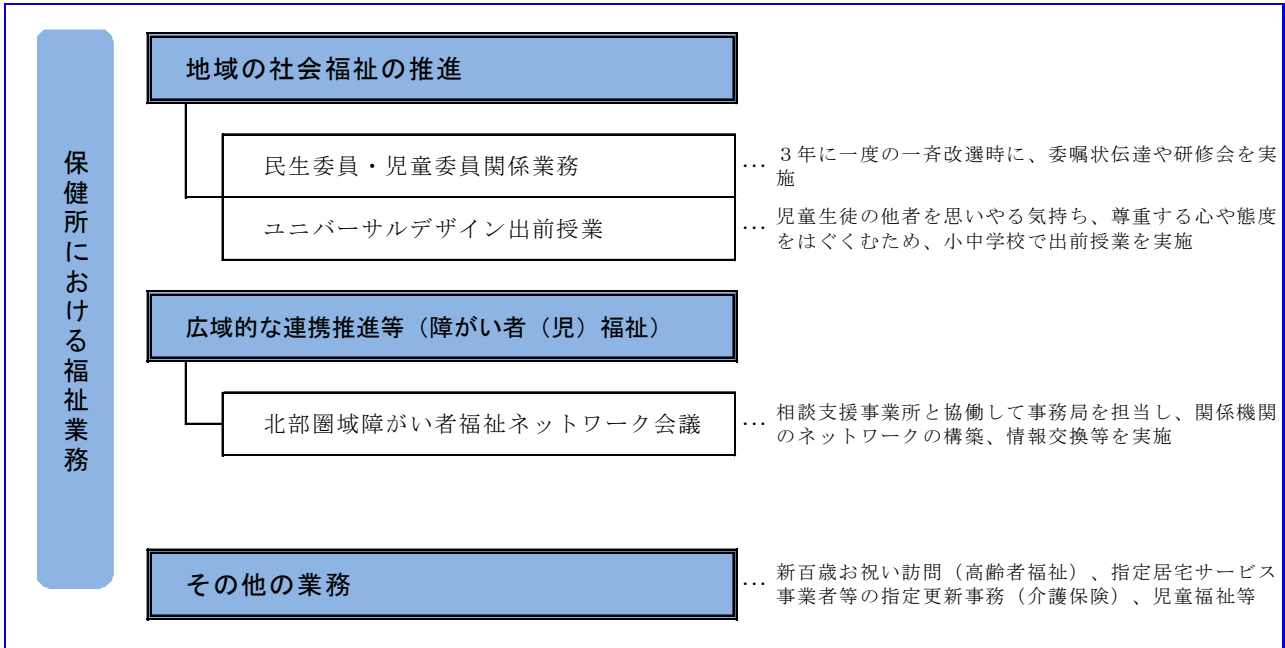 保健所における福祉業務
地域の社会福祉の推進
民生委員・児童委員関係業務
… ３年に一度の一斉改選時に、委嘱状伝達や研修会を実
施
ユニバーサルデザイン出前授業
… 児童生徒の他者を思いやる気持ち、尊重する心や態度
をはぐくむため、小中学校で出前授業を実施
広域的な連携推進等（障がい者（児）福祉）
北部圏域障がい者福祉ネットワーク会議
… 相談支援事業所と協働して事務局を担当し、関係機関
のネットワークの構築、情報交換等を実施
その他の業務
… 新百歳お祝い訪問（高齢者福祉）、指定居宅サービス
事業者等の指定更新事務（介護保険）、児童福祉等